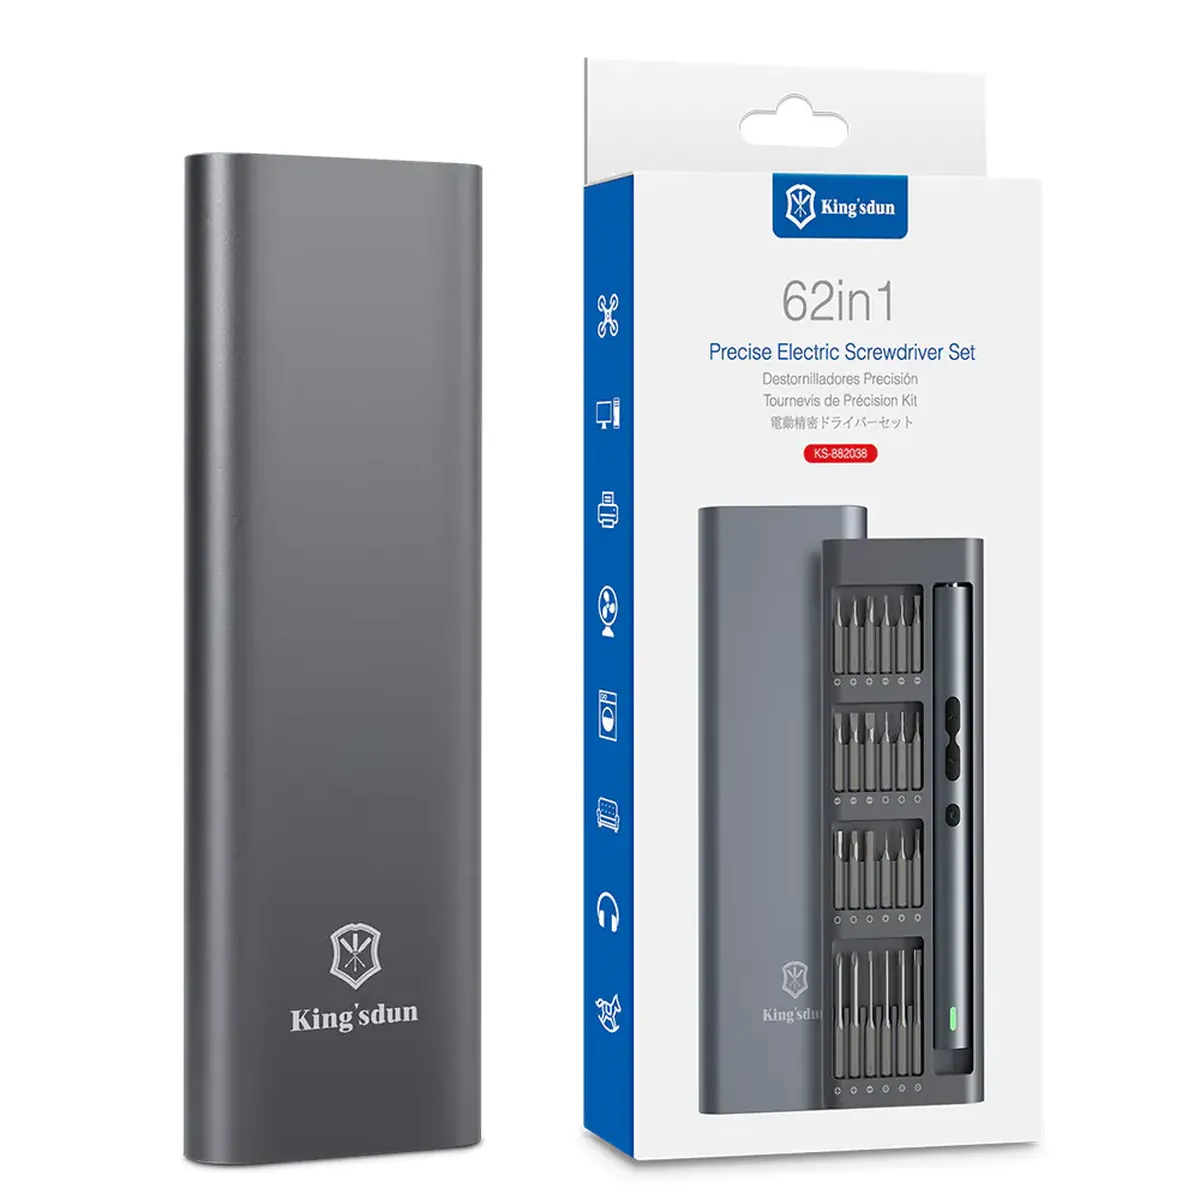 King'sdun
King'sdun
62in1
Precise Electric Screwdriver Set
Destornilladores Precisión
Tournevis de Précision Kit
電動精密ドライバーセット
KS-882038
King'sdun